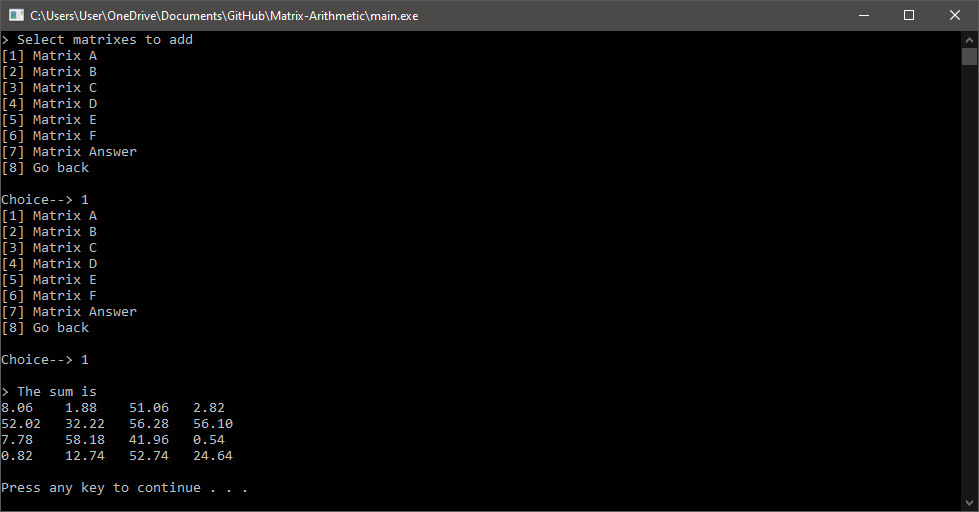 C:\Users\User\OneDrive\Documents\GitHub\Matrix-Arithmetic\main.exe
> Select matrixes to add
[1] Matrix A
[2] Matrix B
[3] Matrix C
[4] Matrix D
[5] Matrix E
[6] Matrix F
[7] Matrix Answer
[8] Go back
Choice--> 1
[1] Matrix A
[2] Matrix B
[3] Matrix C
[4] Matrix D
[5] Matrix E
[6] Matrix F
[7] Matrix Answer
[8] Go back
Choice--> 1
> The sum is
8.06    1.88    51.06   2.82
52.02   32.22   56.28   56.10
7.78    58.18   41.96   0.54
0.82    12.74   52.74   24.64
Press any key to continue . . .